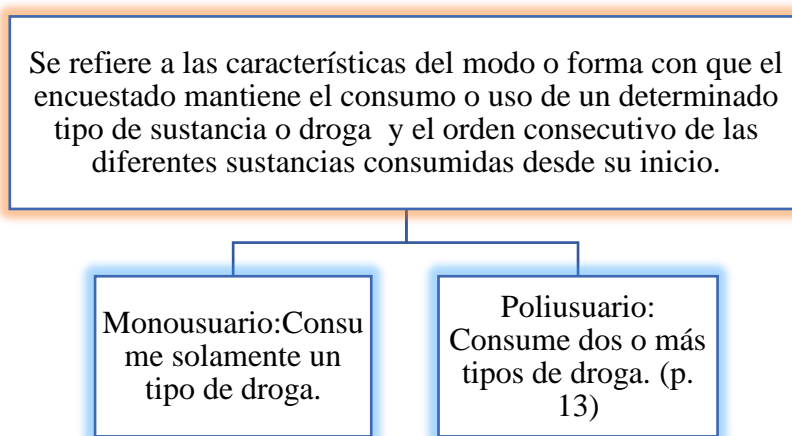 Se refiere a las características del modo o forma con que el
encuestado mantiene el consumo o uso de un determinado
tipo de sustancia o droga y el orden consecutivo de las
diferentes sustancias consumidas desde su inicio.
Monousuario:Consu
me solamente un
tipo de droga.
Poliusuario:
Consume dos o más
tipos de droga. (p.
13)